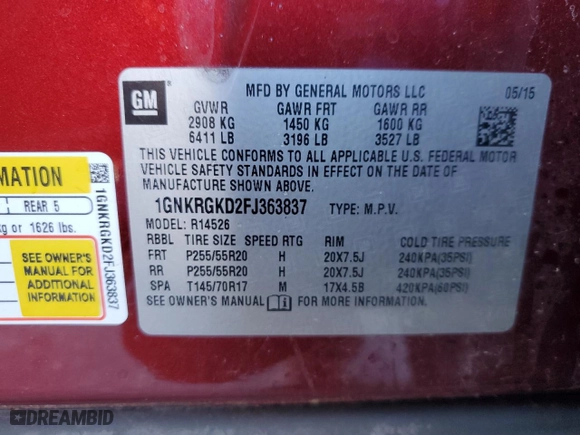 GM
MFD BY GENERAL MOTORS LLC
05/15
GVWR GAWR FRT GAWR RR
2908 KG 1450 KG 1600 KG
6411 LB 3196 LB 3527 LB
THIS VEHICLE CONFORMS TO ALL APPLICABLE U.S. FEDERAL MOTOR
VEHICLE SAFETY STANDARDS IN EFFECT ON THE DATE OF
MANUFACTURE SHOWN ABOVE.
1GNKRGKD2FJ363837 TYPE: M.P.V.
MODEL: R14526
RBBL TIRE SIZE SPEED RTG RIM COLD TIRE PRESSURE
FRT P255/55R20 H 20X7.5J 240KPA(35PSI)
RR P255/55R20 H 20X7.5J 240KPA(35PSI)
SPA T145/70R17 M 17X4.5B 420KPA(60PSI)
SEE OWNER'S MANUAL i FOR MORE INFORMATION.
MATION
REAR 5
kg or 1626 lbs.
SEE OWNER'S
MANUAL FOR
ADDITIONAL
INFORMATION
1GNKRGKD2FJ363837
DREAMBID